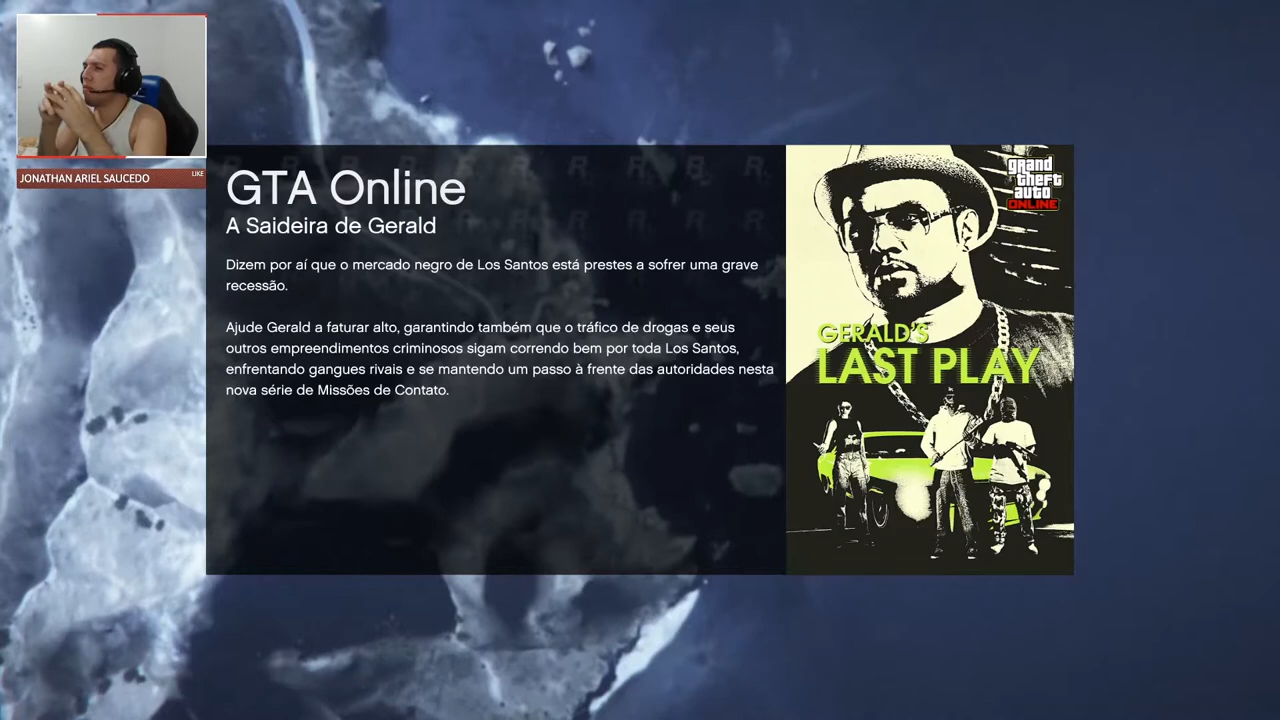 JONATHAN ARIEL SAUCEDO
LIKE
GTA Online
A Saideira de Gerald
Dizem por aí que o mercado negro de Los Santos está prestes a sofrer uma grave
recessão.
Ajude Gerald a faturar alto, garantindo também que o tráfico de drogas e seus
outros empreendimentos criminosos sigam correndo bem por toda Los Santos,
enfrentando gangues rivais e se mantendo um passo à frente das autoridades nesta
nova série de Missões de Contato.
grand
theft
auto
ONLINE
GERALD'S
LAST PLAY